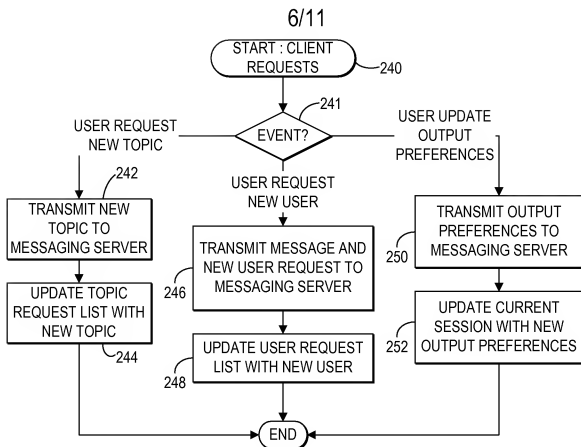 6/11
START : CLIENT
REQUESTS
240
241
EVENT?
USER REQUEST
NEW TOPIC
USER REQUEST
NEW USER
USER UPDATE
OUTPUT
PREFERENCES
242
TRANSMIT NEW
TOPIC TO
MESSAGING SERVER
UPDATE TOPIC
REQUEST LIST WITH
NEW TOPIC
244
TRANSMIT MESSAGE AND
NEW USER REQUEST TO
MESSAGING SERVER
246
UPDATE USER REQUEST
LIST WITH NEW USER
248
TRANSMIT OUTPUT
PREFERENCES TO
MESSAGING SERVER
250
UPDATE CURRENT
SESSION WITH NEW
OUTPUT PREFERENCES
252
END